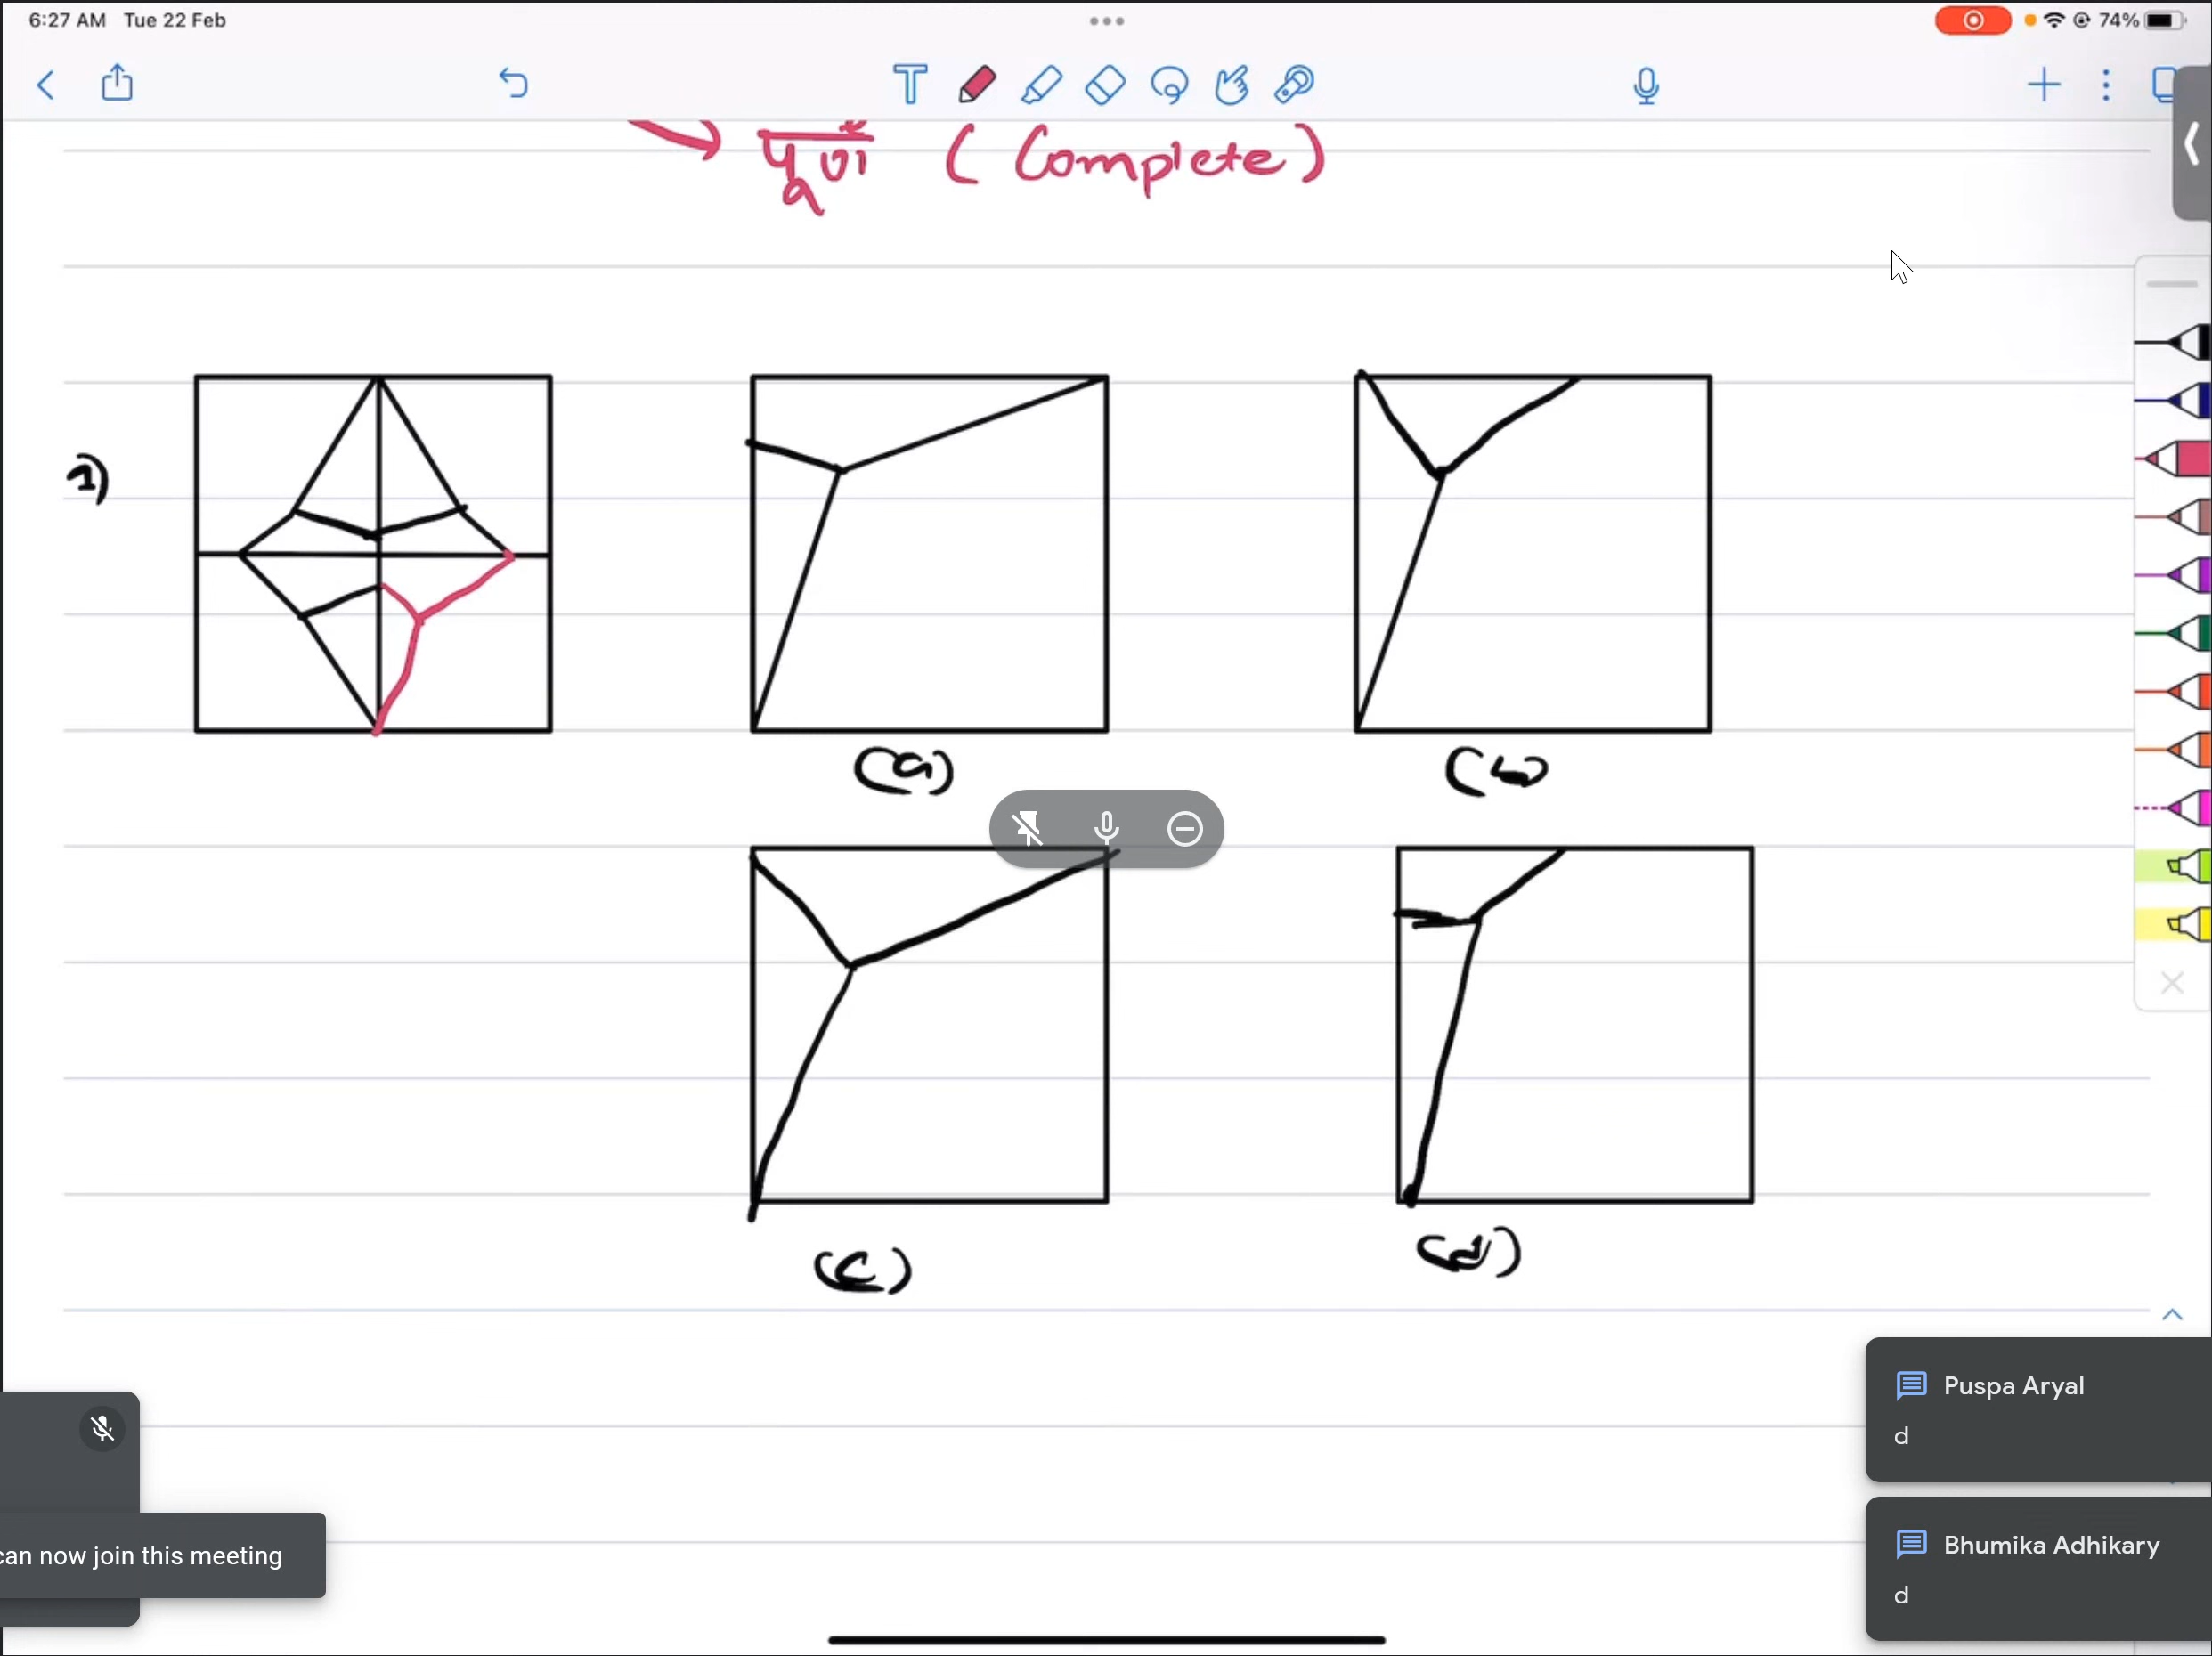 6:27 AM Tue 22 Feb
74%
( Complete )
1)
(a)
(b)
(c)
(d)
Puspa Aryal
d
can now join this meeting
Bhumika Adhikary
d